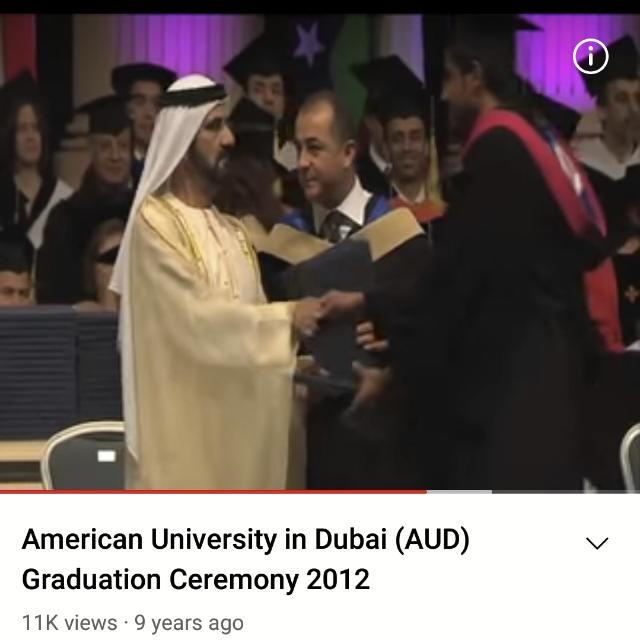 American University in Dubai (AUD)
Graduation Ceremony 2012
11K views · 9 years ago